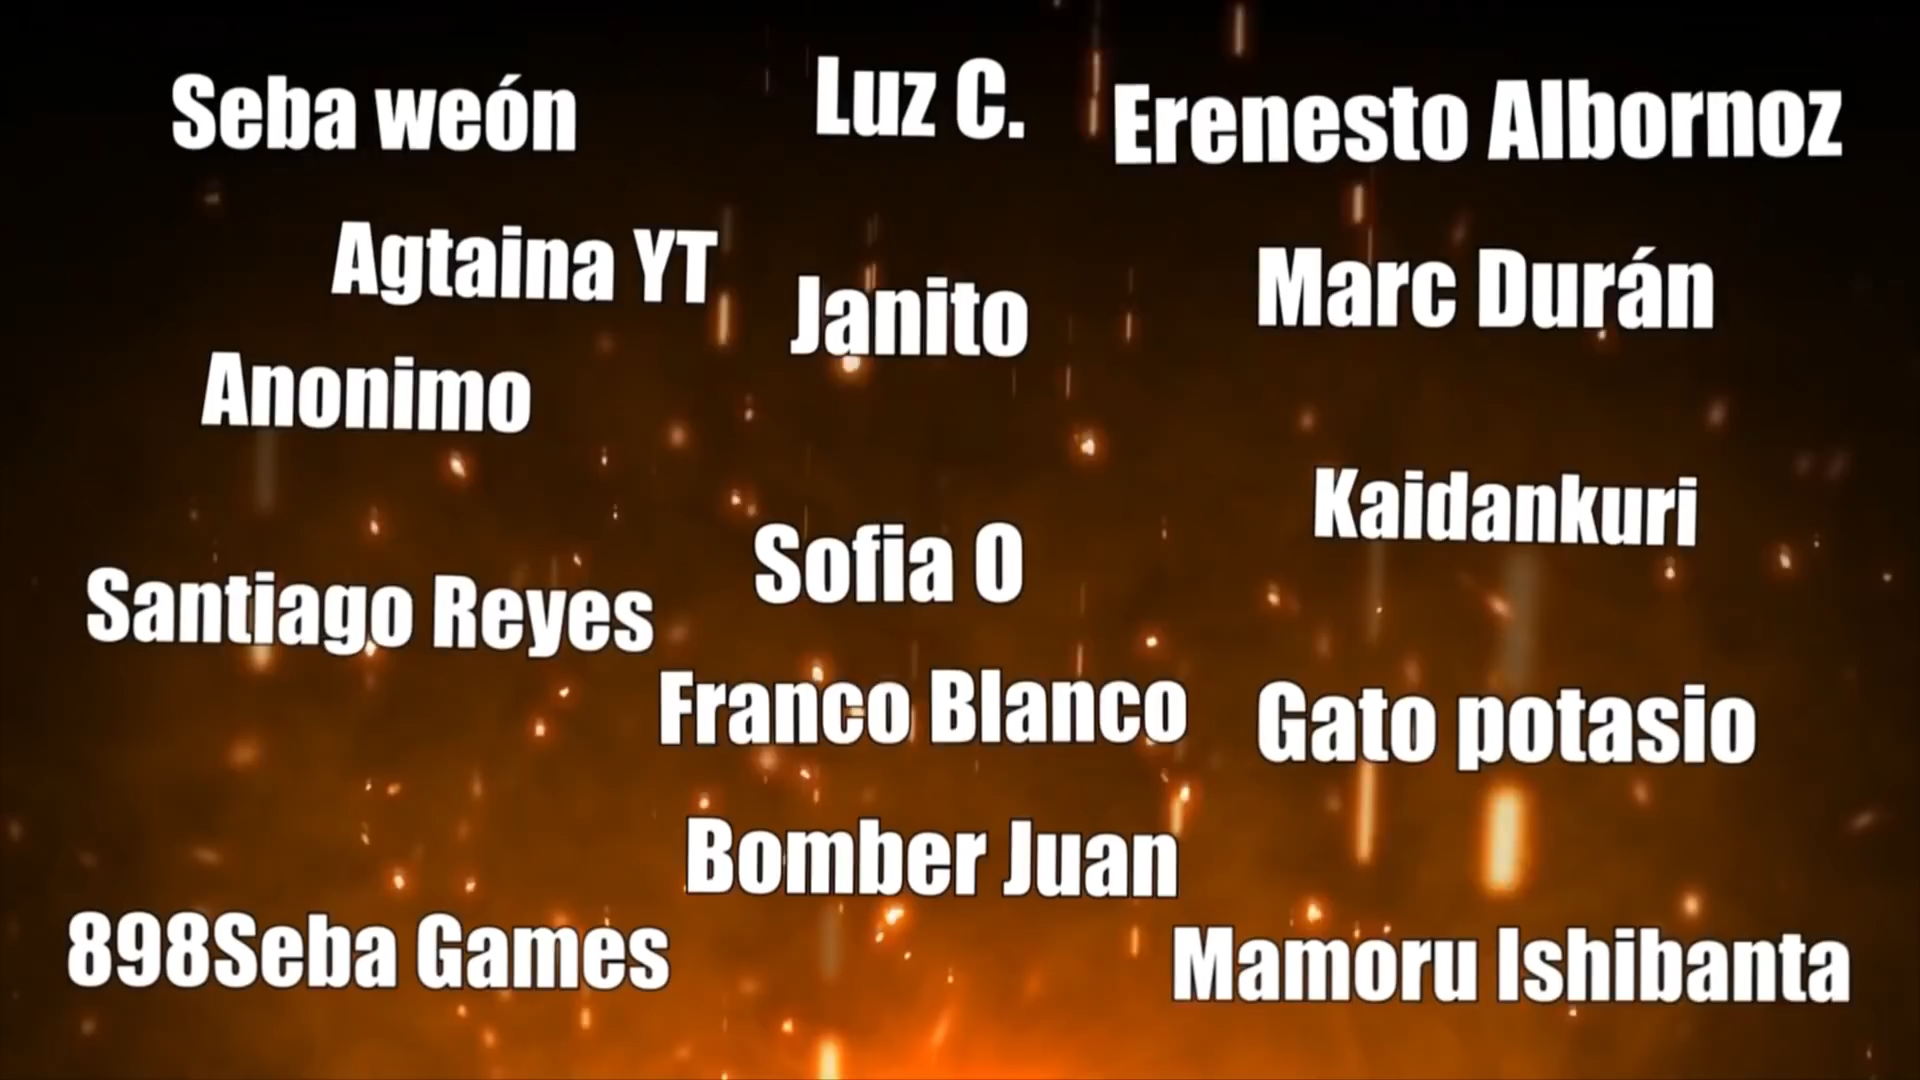 Seba weón
Luz C.
Erenesto Albornoz
Agtaina YT
Janito
Marc Durán
Anonimo
Kaidankuri
Sofia O
Santiago Reyes
Franco Blanco
Gato potasio
Bomber Juan
898Seba Games
Mamoru Ishibanta